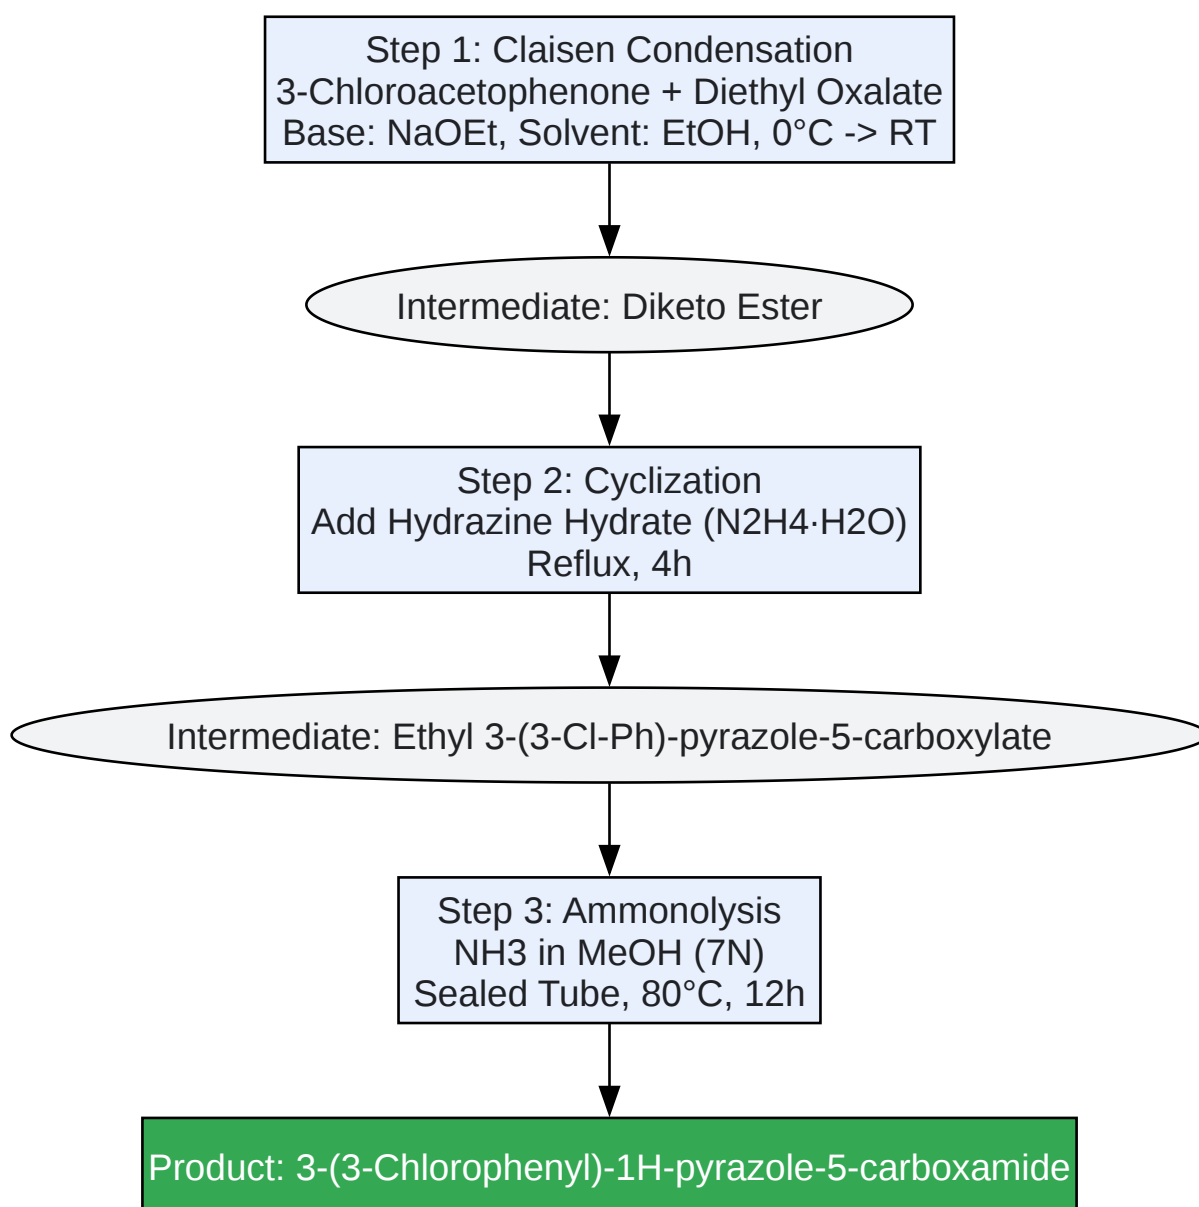 Step 1: Claisen Condensation
3-Chloroacetophenone + Diethyl Oxalate
Base: NaOEt, Solvent: EtOH, 0°C -> RT
Intermediate: Diketo Ester
Step 2: Cyclization
Add Hydrazine Hydrate (N2H4·H2O)
Reflux, 4h
Intermediate: Ethyl 3-(3-Cl-Ph)-pyrazole-5-carboxylate
Step 3: Ammonolysis
NH3 in MeOH (7N)
Sealed Tube, 80°C, 12h
Product: 3-(3-Chlorophenyl)-1H-pyrazole-5-carboxamide